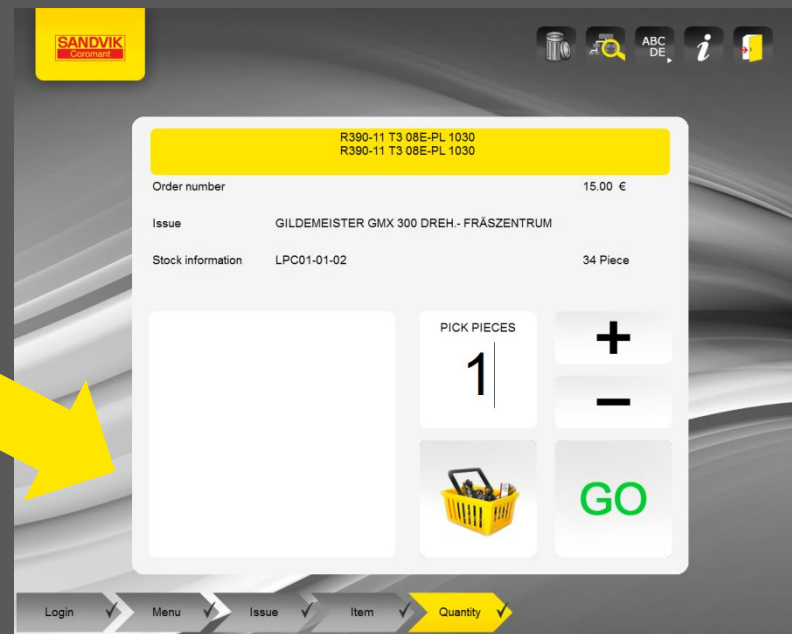 SANDVIK
Coromant
ABC
DE
i
R390-11 T3 08E-PL 1030
R390-11 T3 08E-PL 1030
Order number 15.00 €
Issue GILDEMEISTER GMX 300 DREH.- FRÄSZENTRUM
Stock information LPC01-01-02 34 Piece
PICK PIECES
1
+
−
GO
Login Menu Issue Item Quantity